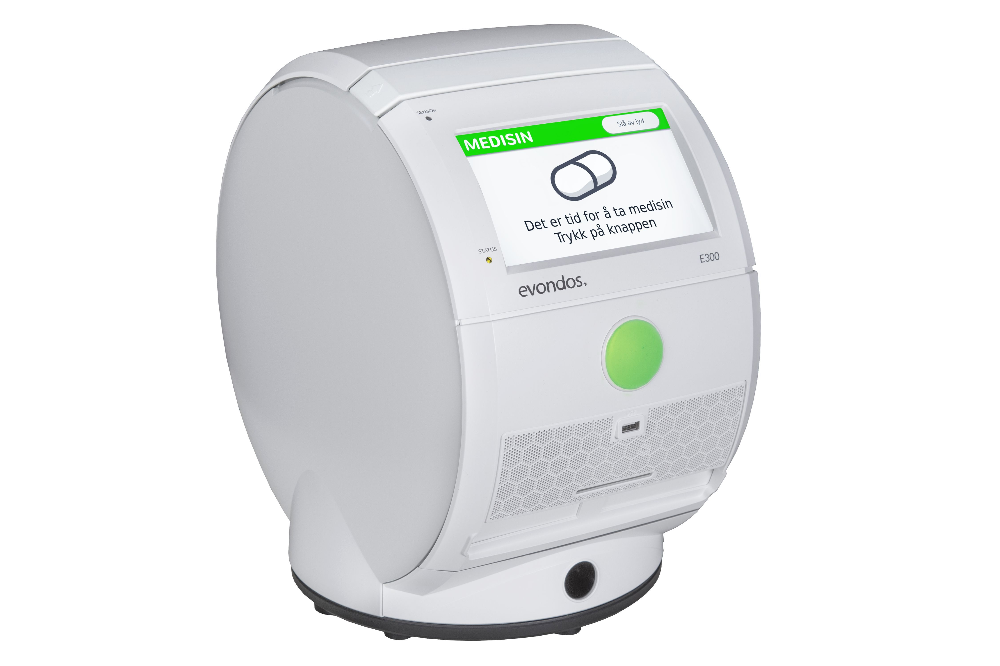 SENSOR
MEDISIN
Slå av lyd
Det er tid for å ta medisin
Trykk på knappen
STATUS
E300
evondos